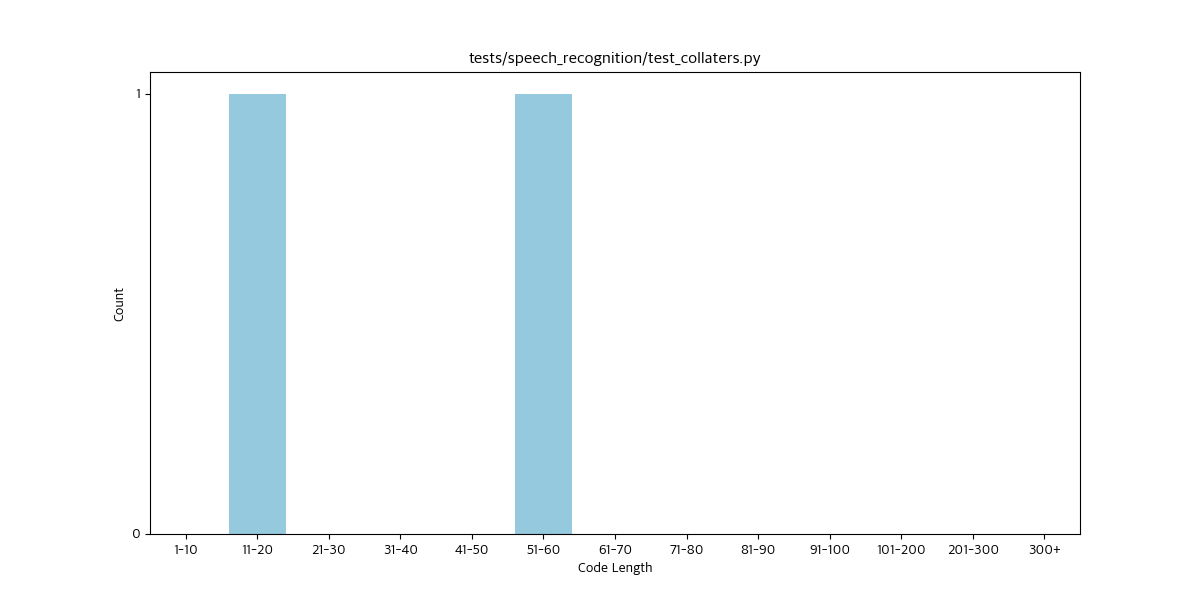 tests/speech_recognition/test_collaters.py
1
Count
0
1-10 11-20 21-30 31-40 41-50 51-60 61-70 71-80 81-90 91-100 101-200 201-300 300+
Code Length